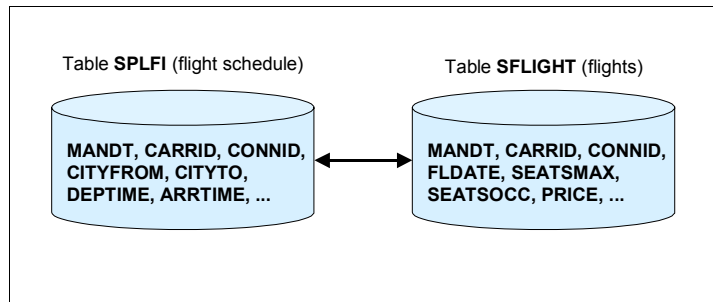 Table SPLFI (flight schedule)
MANDT, CARRID, CONNID,
CITYFROM, CITYTO,
DEPTIME, ARRTIME, ...
Table SFLIGHT (flights)
MANDT, CARRID, CONNID,
FLDATE, SEATSMAX,
SEATSOCC, PRICE, ...